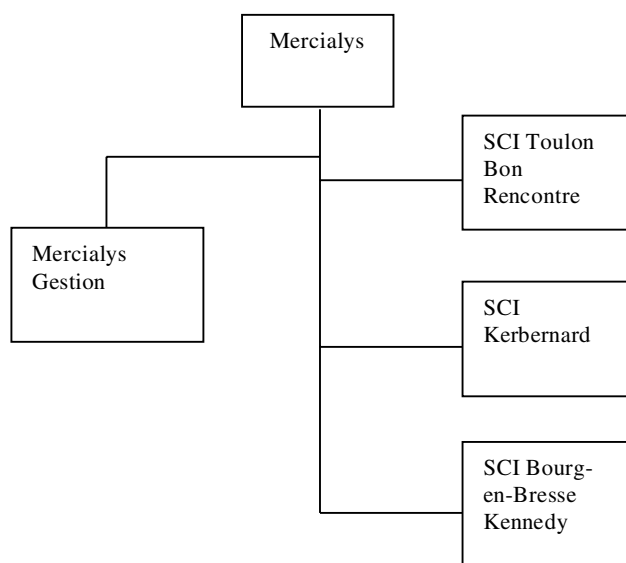 Mercialys
SCI Toulon
Bon
Rencontre
Mercialys
Gestion
SCI
Kerbernard
SCI Bourg-
en-Bresse
Kennedy